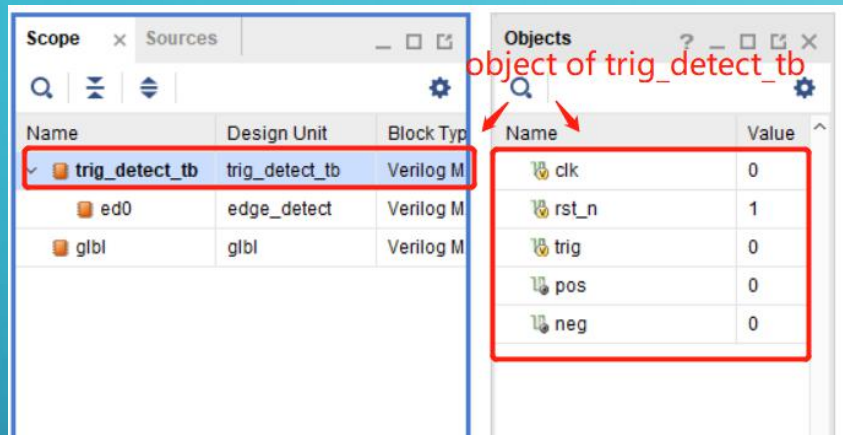 Scope × Sources
Objects ?
object of trig_detect_tb
Name Design Unit Block Typ
trig_detect_tb trig_detect_tb Verilog M
ed0 edge_detect Verilog M
glbl glbl Verilog M
Name Value
clk 0
rst_n 1
trig 0
pos 0
neg 0